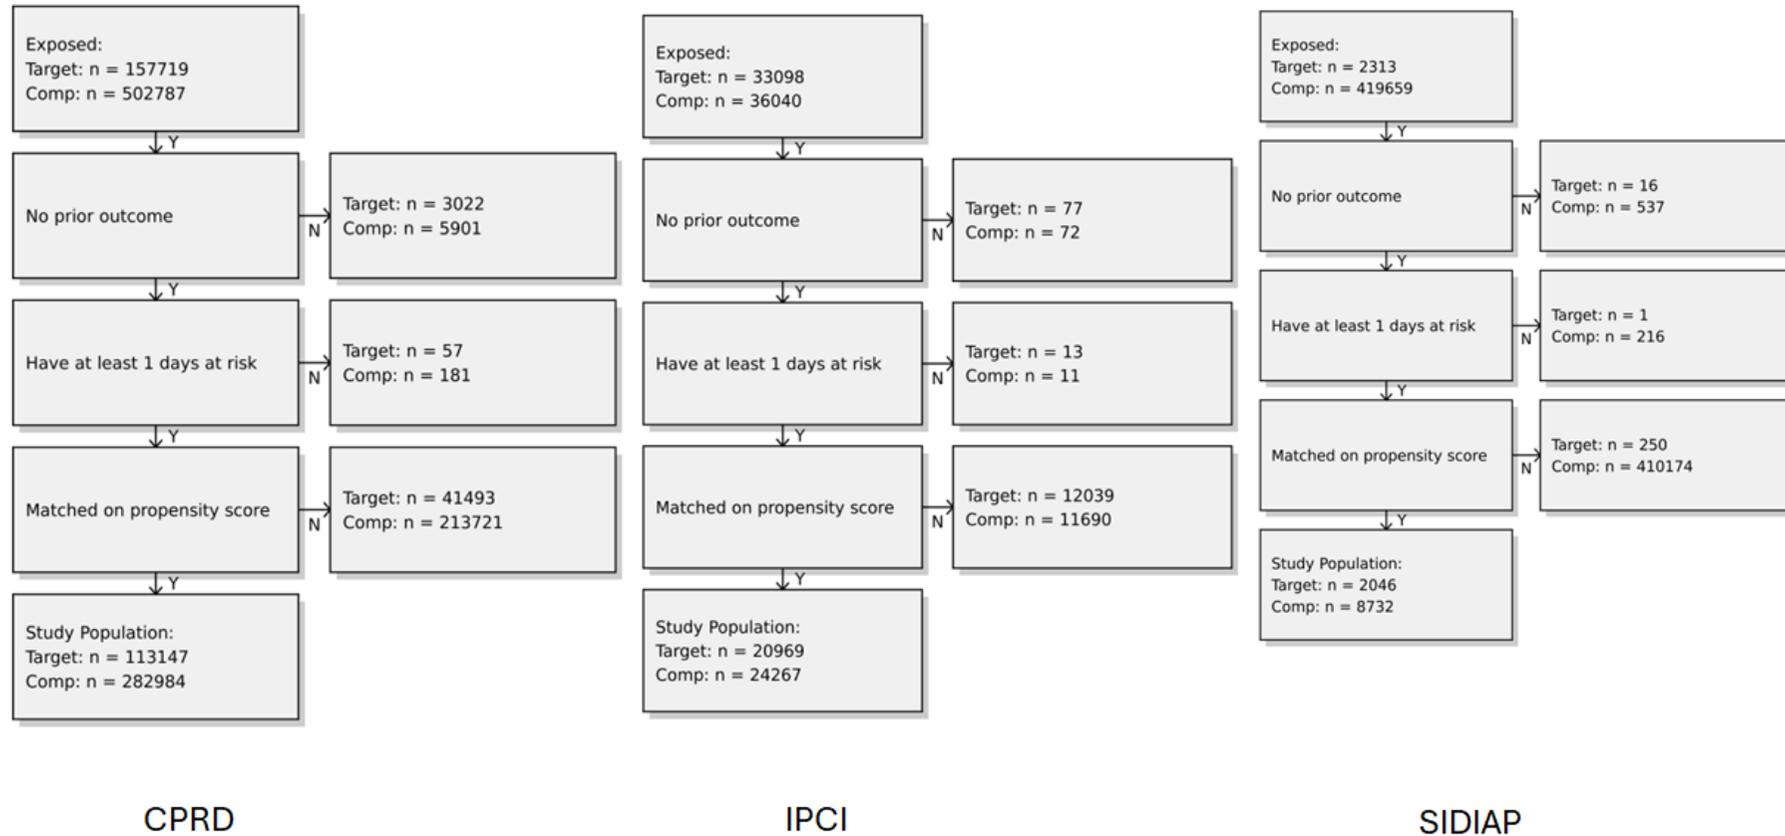 Exposed:
Target: n = 157719
Comp: n = 502787
Y
No prior outcome
N
Target: n = 3022
Comp: n = 5901
Y
Have at least 1 days at risk
N
Target: n = 57
Comp: n = 181
Y
Matched on propensity score
N
Target: n = 41493
Comp: n = 213721
Y
Study Population:
Target: n = 113147
Comp: n = 282984
CPRD
Exposed:
Target: n = 33098
Comp: n = 36040
Y
No prior outcome
N
Target: n = 77
Comp: n = 72
Y
Have at least 1 days at risk
N
Target: n = 13
Comp: n = 11
Y
Matched on propensity score
N
Target: n = 12039
Comp: n = 11690
Y
Study Population:
Target: n = 20969
Comp: n = 24267
IPCI
Exposed:
Target: n = 2313
Comp: n = 419659
Y
No prior outcome
N
Target: n = 16
Comp: n = 537
Y
Have at least 1 days at risk
N
Target: n = 1
Comp: n = 216
Y
Matched on propensity score
N
Target: n = 250
Comp: n = 410174
Y
Study Population:
Target: n = 2046
Comp: n = 8732
SIDIAP